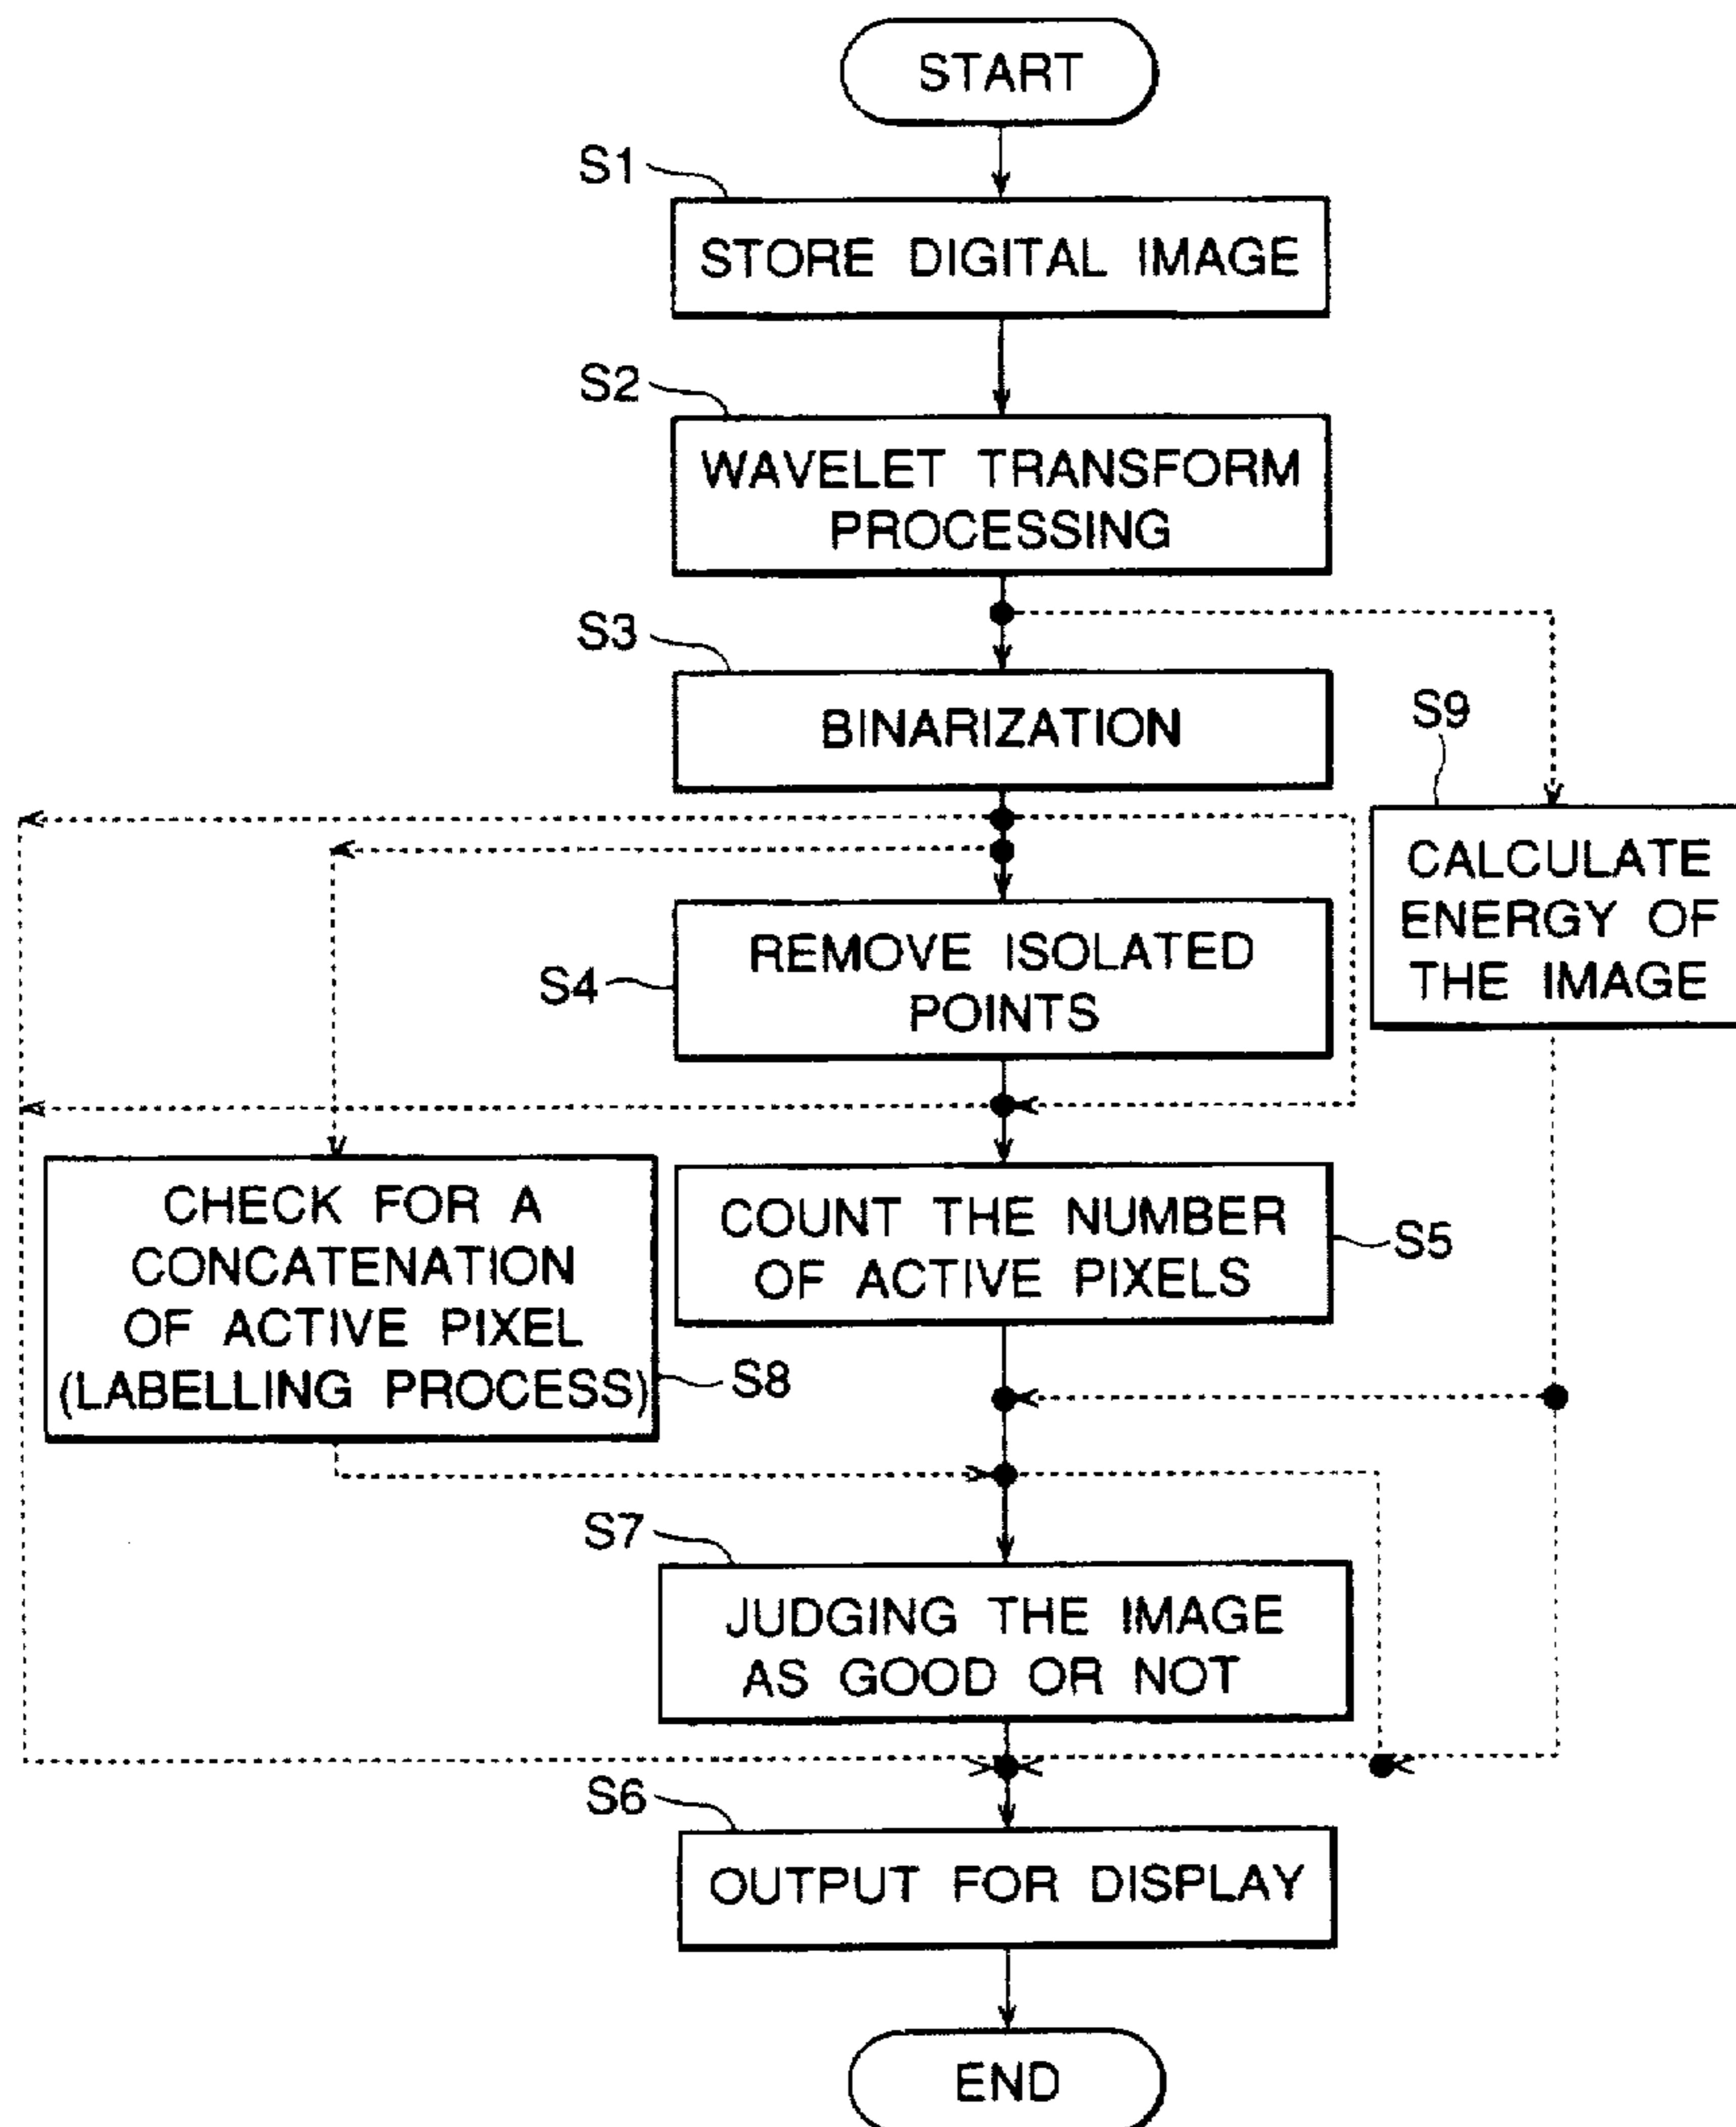 START
S1
STORE DIGITAL IMAGE
S2
WAVELET TRANSFORM
PROCESSING
S3
BINARIZATION
S9
CALCULATE
ENERGY OF
THE IMAGE
S4
REMOVE ISOLATED
POINTS
CHECK FOR A
CONCATENATION
OF ACTIVE PIXEL
(LABELLING PROCESS)
S8
COUNT THE NUMBER
OF ACTIVE PIXELS
S5
S7
JUDGING THE IMAGE
AS GOOD OR NOT
S6
OUTPUT FOR DISPLAY
END